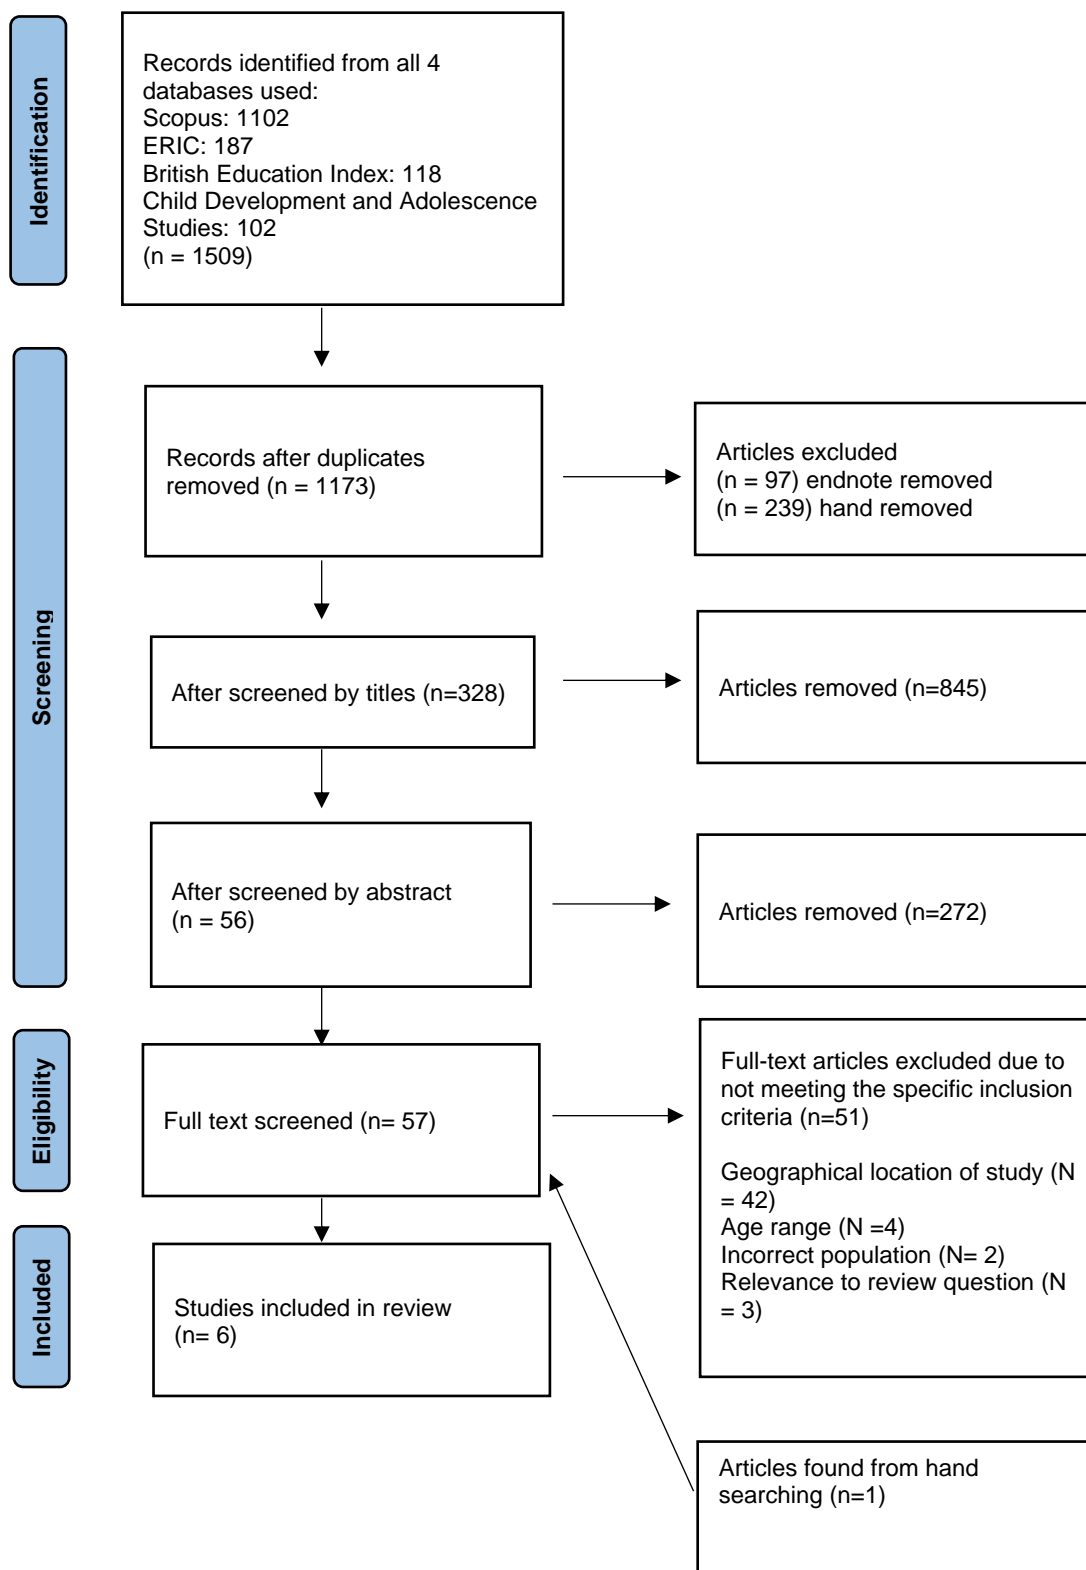 Identification
Records identified from all 4
databases used:
Scopus: 1102
ERIC: 187
British Education Index: 118
Child Development and Adolescence
Studies: 102
(n = 1509)
Screening
Records after duplicates
removed (n = 1173)
Articles excluded
(n = 97) endnote removed
(n = 239) hand removed
After screened by titles (n=328)
Articles removed (n=845)
After screened by abstract
(n = 56)
Articles removed (n=272)
Eligibility
Full text screened (n= 57)
Full-text articles excluded due to
not meeting the specific inclusion
criteria (n=51)
Geographical location of study (N
= 42)
Age range (N =4)
Incorrect population (N= 2)
Relevance to review question (N
= 3)
Included
Studies included in review
(n= 6)
Articles found from hand
searching (n=1)